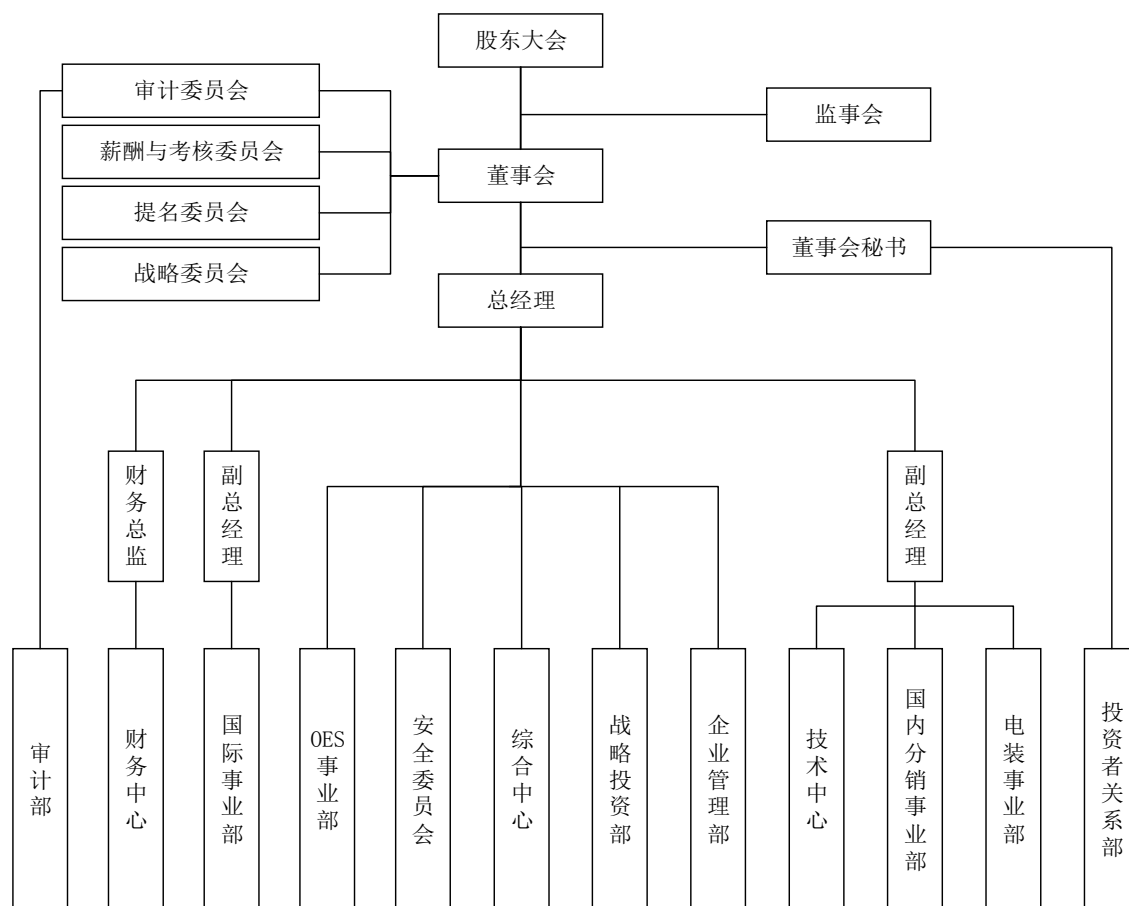 股东大会
审计委员会
监事会
薪酬与考核委员会
董事会
提名委员会
董事会秘书
战略委员会
总经理
财务总监
副总经理
副总经理
审计部
财务中心
国际事业部
OES事业部
安全委员会
综合中心
战略投资部
企业管理部
技术中心
国内分销事业部
电装事业部
投资者关系部